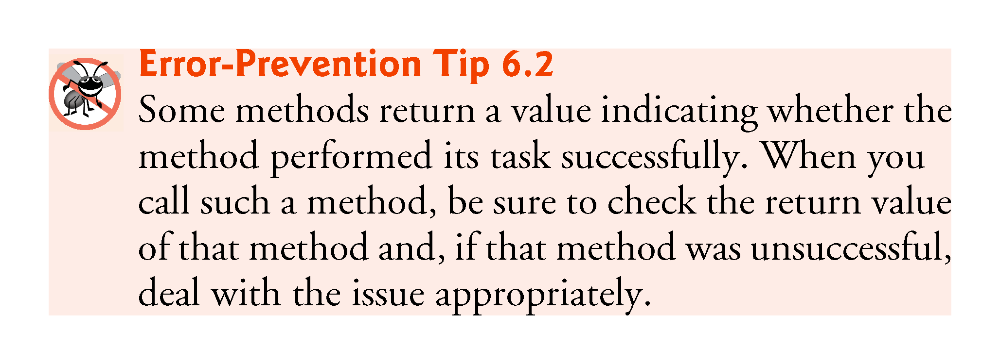 Error-Prevention Tip 6.2
Some methods return a value indicating whether the
method performed its task successfully. When you
call such a method, be sure to check the return value
of that method and, if that method was unsuccessful,
deal with the issue appropriately.